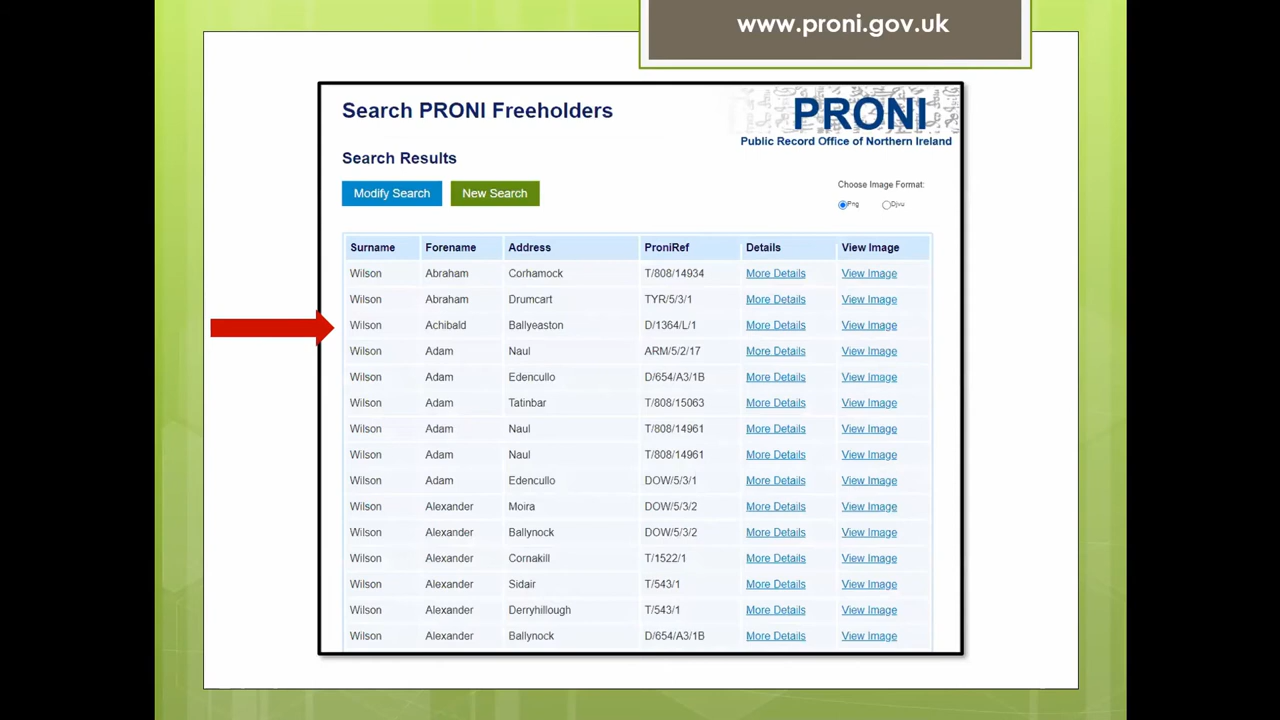 www.proni.gov.uk
Search PRONI Freeholders
PRONI
Public Record Office of Northern Ireland
Search Results
Modify Search New Search
Choose Image Format:
Png Djvu
Surname Forename Address ProniRef Details View Image
Wilson Abraham Corhamock T/808/14934 More Details View Image
Wilson Abraham Drumcart TYR/5/3/1 More Details View Image
Wilson Achibald Ballyeaston D/1364/L/1 More Details View Image
Wilson Adam Naul ARM/5/2/17 More Details View Image
Wilson Adam Edencullo D/654/A3/1B More Details View Image
Wilson Adam Tatinbar T/808/15063 More Details View Image
Wilson Adam Naul T/808/14961 More Details View Image
Wilson Adam Naul T/808/14961 More Details View Image
Wilson Adam Edencullo DOW/5/3/1 More Details View Image
Wilson Alexander Moira DOW/5/3/2 More Details View Image
Wilson Alexander Ballynock DOW/5/3/2 More Details View Image
Wilson Alexander Cornakill T/1522/1 More Details View Image
Wilson Alexander Sidair T/543/1 More Details View Image
Wilson Alexander Derryhillough T/543/1 More Details View Image
Wilson Alexander Ballynock D/654/A3/1B More Details View Image